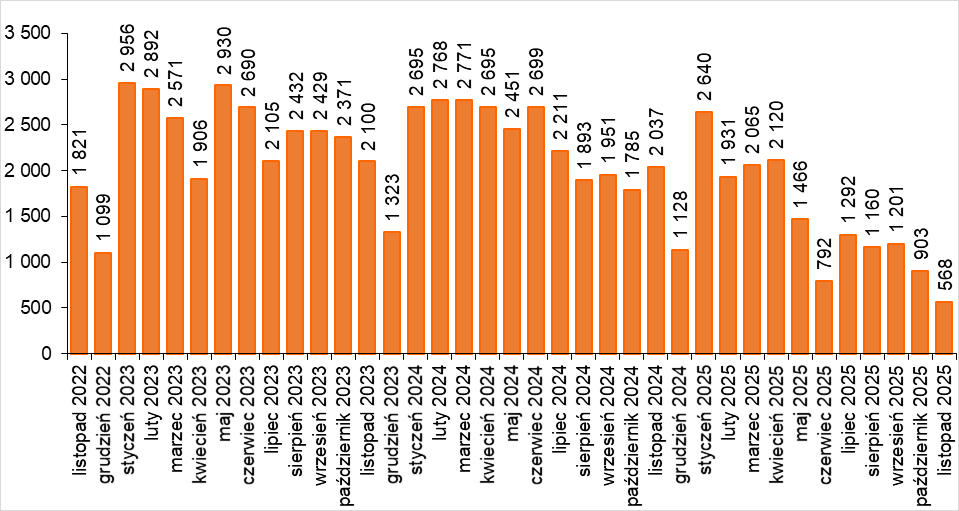 3 500
3 000
2 500
2 000
1 500
1 000
500
0
1 821
1 099
2 956
2 892
2 571
1 906
2 930
2 690
2 105
2 432
2 429
2 371
2 100
1 323
2 695
2 768
2 771
2 695
2 451
2 699
2 211
1 893
1 951
1 785
2 037
1 128
2 640
1 931
2 065
2 120
1 466
792
1 292
1 160
1 201
903
568
listopad 2022
grudzień 2022
styczeń 2023
luty 2023
marzec 2023
kwiecień 2023
maj 2023
czerwiec 2023
lipiec 2023
sierpień 2023
wrzesień 2023
październik 2023
listopad 2023
grudzień 2023
styczeń 2024
luty 2024
marzec 2024
kwiecień 2024
maj 2024
czerwiec 2024
lipiec 2024
sierpień 2024
wrzesień 2024
październik 2024
listopad 2024
grudzień 2024
styczeń 2025
luty 2025
marzec 2025
kwiecień 2025
maj 2025
czerwiec 2025
lipiec 2025
sierpień 2025
wrzesień 2025
październik 2025
listopad 2025